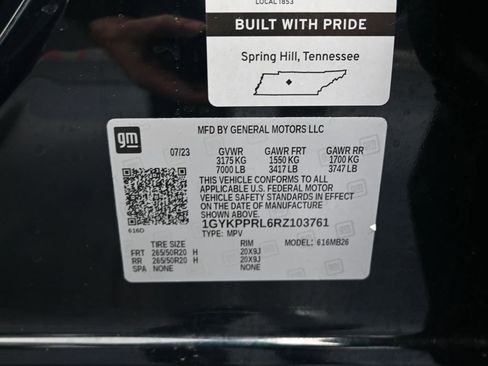 LOCAL 1853
BUILT WITH PRIDE
Spring Hill, Tennessee
gm
MFD BY GENERAL MOTORS LLC
07/23 GVWR GAWR FRT GAWR RR
3175 KG 1550 KG 1700 KG
7000 LB 3417 LB 3747 LB
THIS VEHICLE CONFORMS TO ALL
APPLICABLE U.S. FEDERAL MOTOR
VEHICLE SAFETY STANDARDS IN EFFECT
ON THE DATE OF MANUFACTURE
SHOWN ABOVE.
1GYKPPRL6RZ103761
616D TYPE: MPV MODEL: 616MB26
TIRE SIZE RIM
FRT 265/50R20 H 20X9J
RR 265/50R20 H 20X9J
SPA NONE NONE